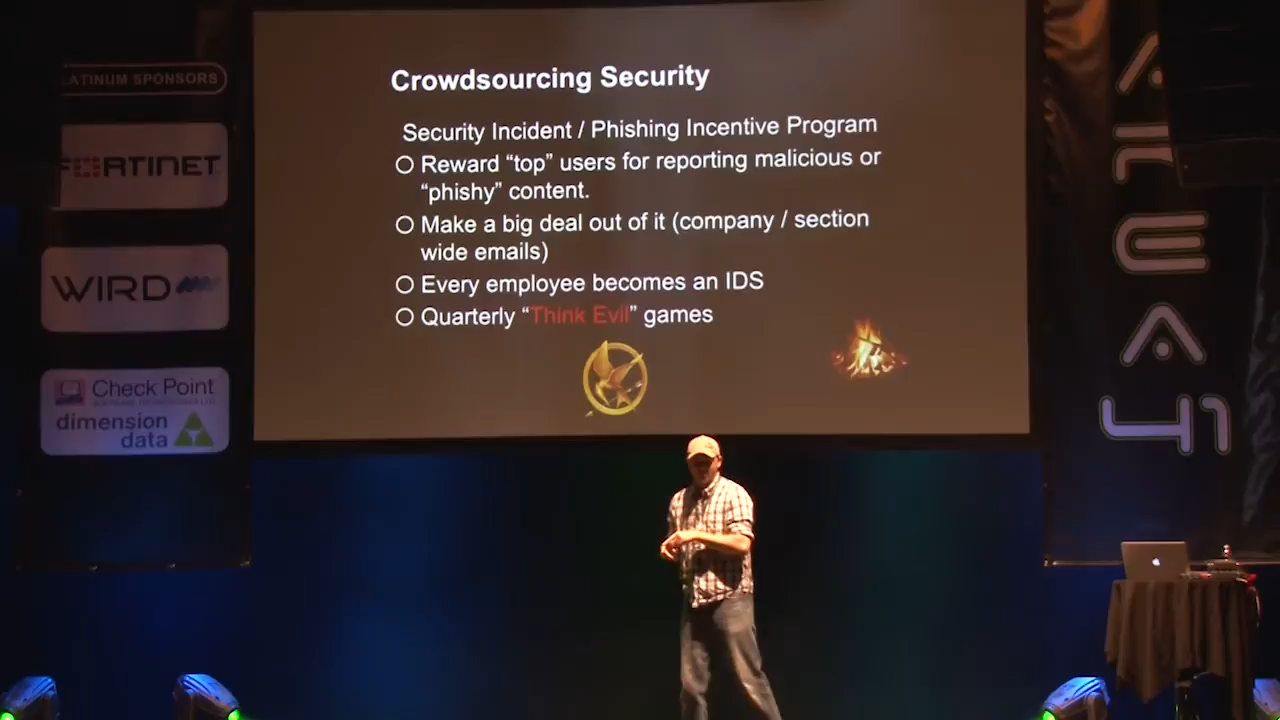 LATINUM SPONSORS
FORTINET
WIRD
Check Point
dimension
data
Crowdsourcing Security
Security Incident / Phishing Incentive Program
Reward “top” users for reporting malicious or
“phishy” content.
Make a big deal out of it (company / section
wide emails)
Every employee becomes an IDS
Quarterly “Think Evil” games
AREA
41